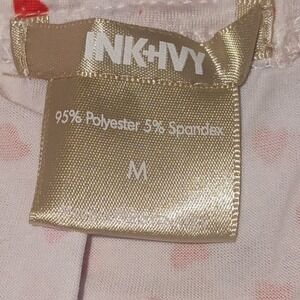 INK+IVY
95% Polyester 5% Spandex
M